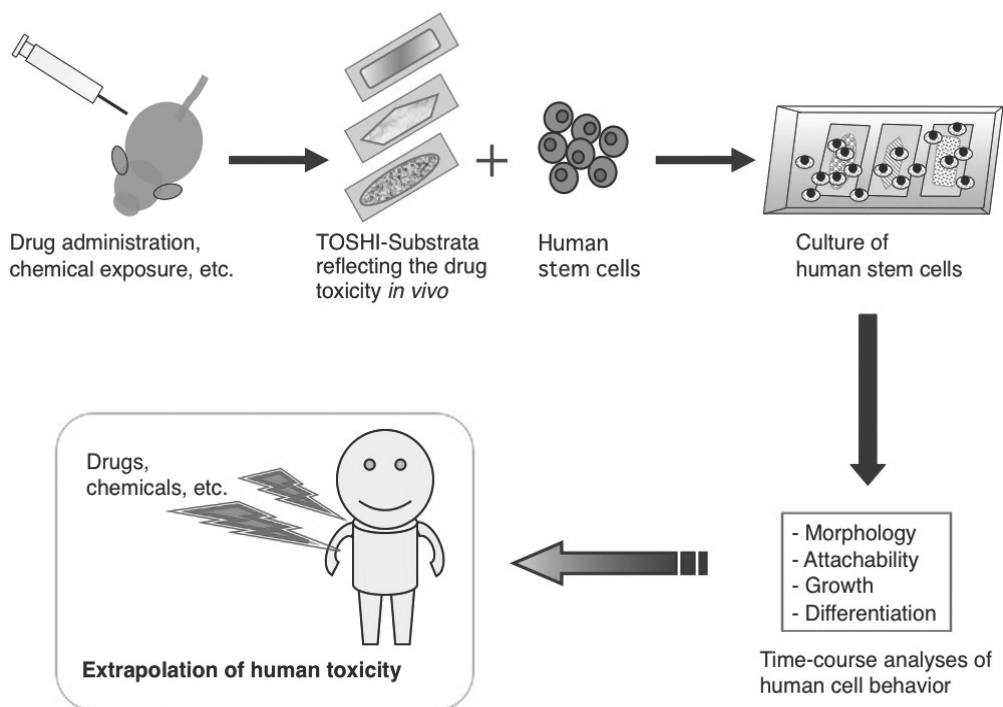 Drug administration,
chemical exposure, etc.
TOSHI-Substrata
reflecting the drug
toxicity in vivo
+
Human
stem cells
Culture of
human stem cells
- Morphology
- Attachability
- Growth
- Differentiation
Time-course analyses of
human cell behavior
Drugs,
chemicals, etc.
Extrapolation of human toxicity